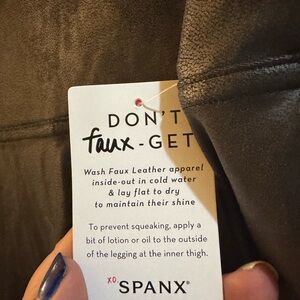 DON'T
faux-GET
Wash Faux Leather apparel
inside-out in cold water
& lay flat to dry
to maintain their shine
To prevent squeaking, apply a
bit of lotion or oil to the outside
of the legging at the inner thigh.
XO SPANX®